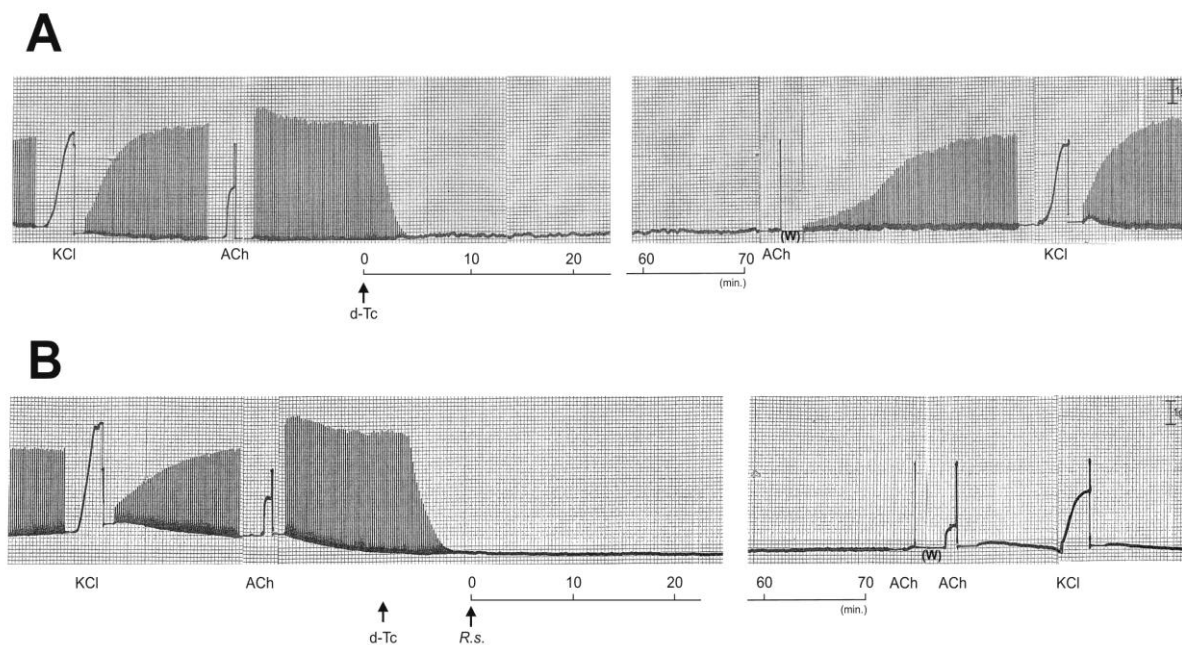 A
KCl ACh KCl
ACh (W)
0 10 20 60 70
(min.)
d-Tc
B
KCl ACh ACh (W) ACh KCl
0 10 20 60 70
(min.)
d-Tc R.s.